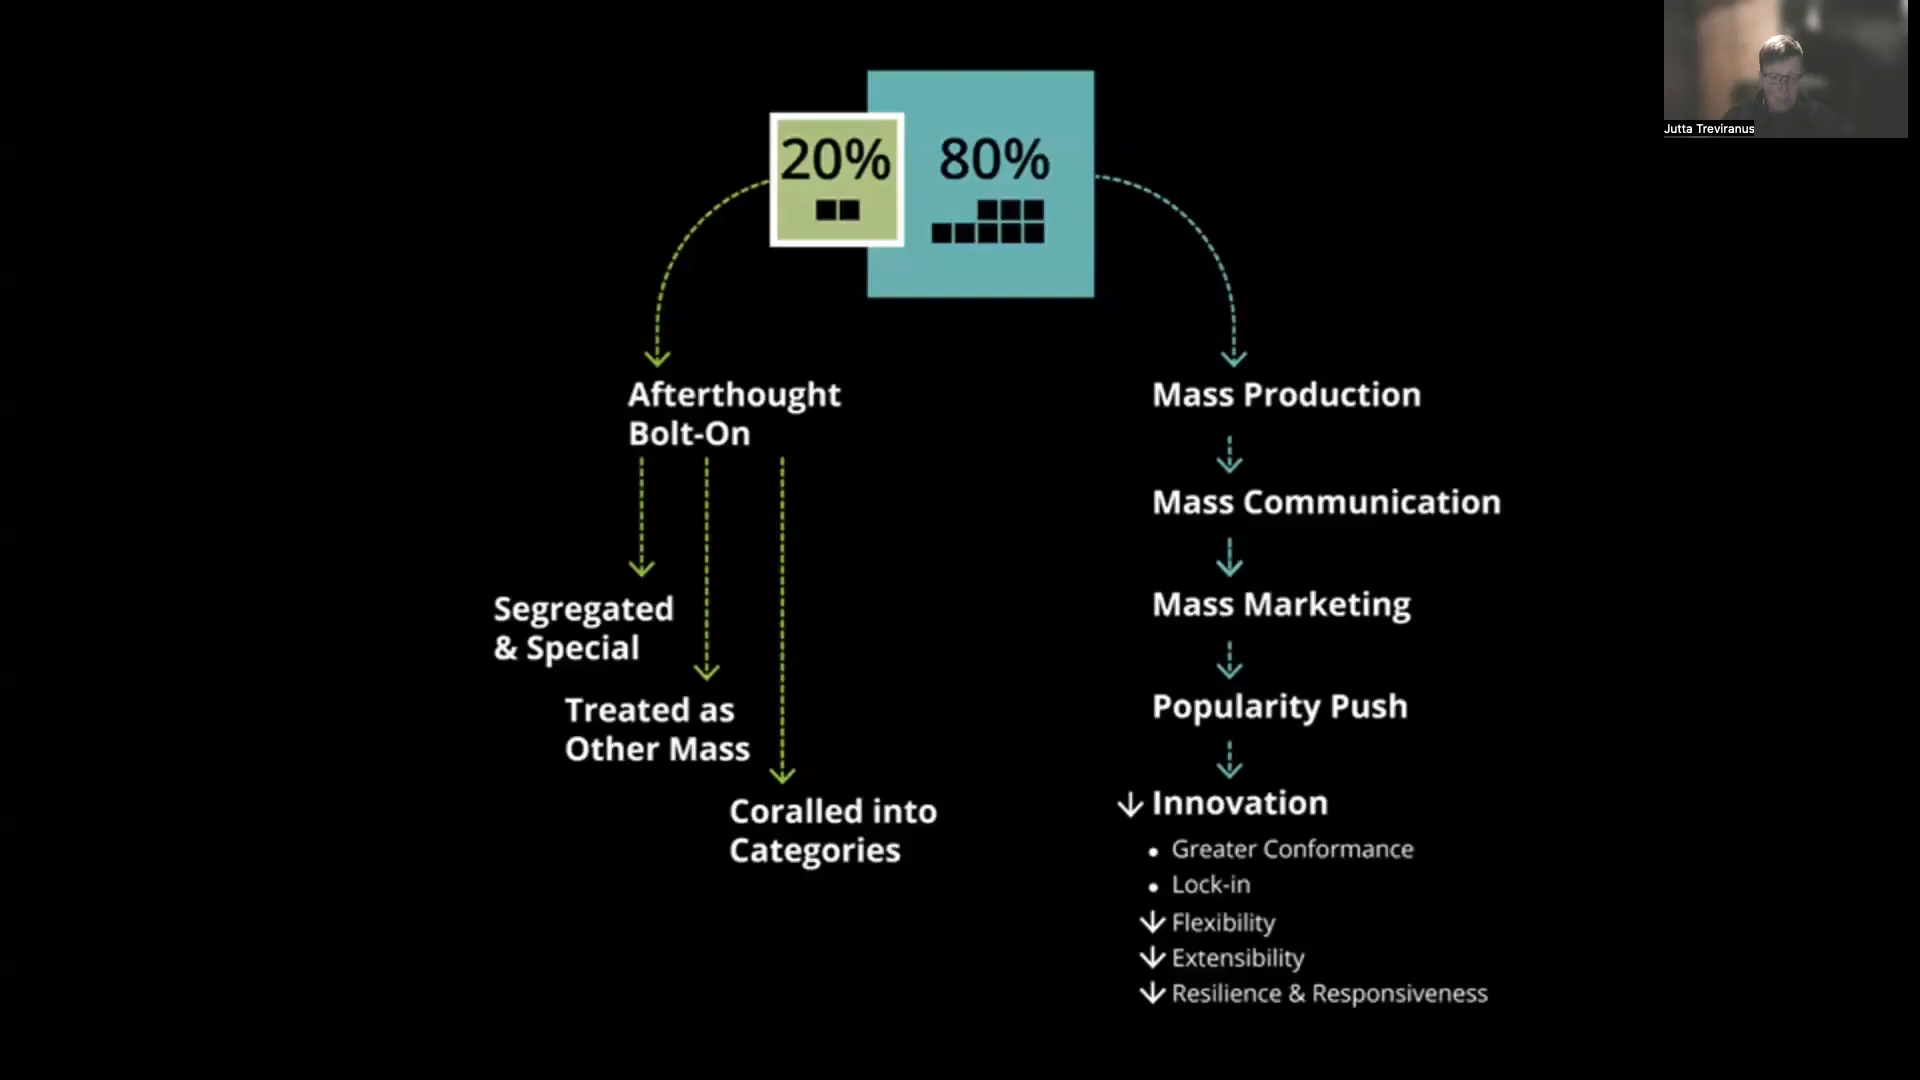 20%
80%
Afterthought
Bolt-On
Segregated
& Special
Treated as
Other Mass
Coralled into
Categories
Mass Production
Mass Communication
Mass Marketing
Popularity Push
Innovation
Greater Conformance
Lock-in
Flexibility
Extensibility
Resilience & Responsiveness
Jutta Treviranus